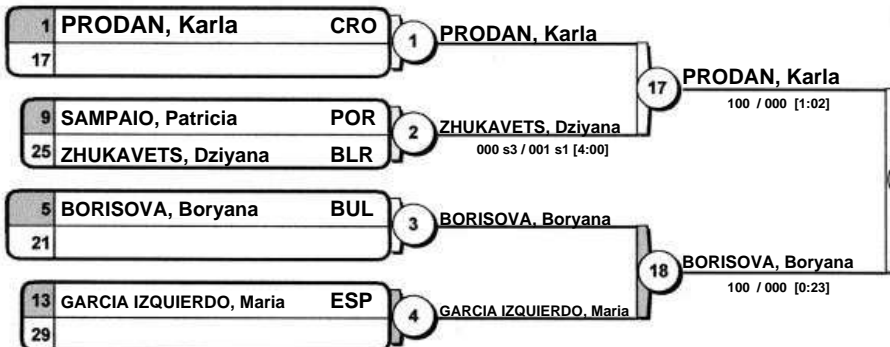 1 PRODAN, Karla CRO
17
1
PRODAN, Karla
9 SAMPAIO, Patricia POR
25 ZHUKAVETS, Dziyana BLR
2
ZHUKAVETS, Dziyana
000 s3 / 001 s1 [4:00]
17
PRODAN, Karla
100 / 000 [1:02]
5 BORISOVA, Boryana BUL
21
3
BORISOVA, Boryana
13 GARCIA IZQUIERDO, Maria ESP
29
4
GARCIA IZQUIERDO, Maria
18
BORISOVA, Boryana
100 / 000 [0:23]